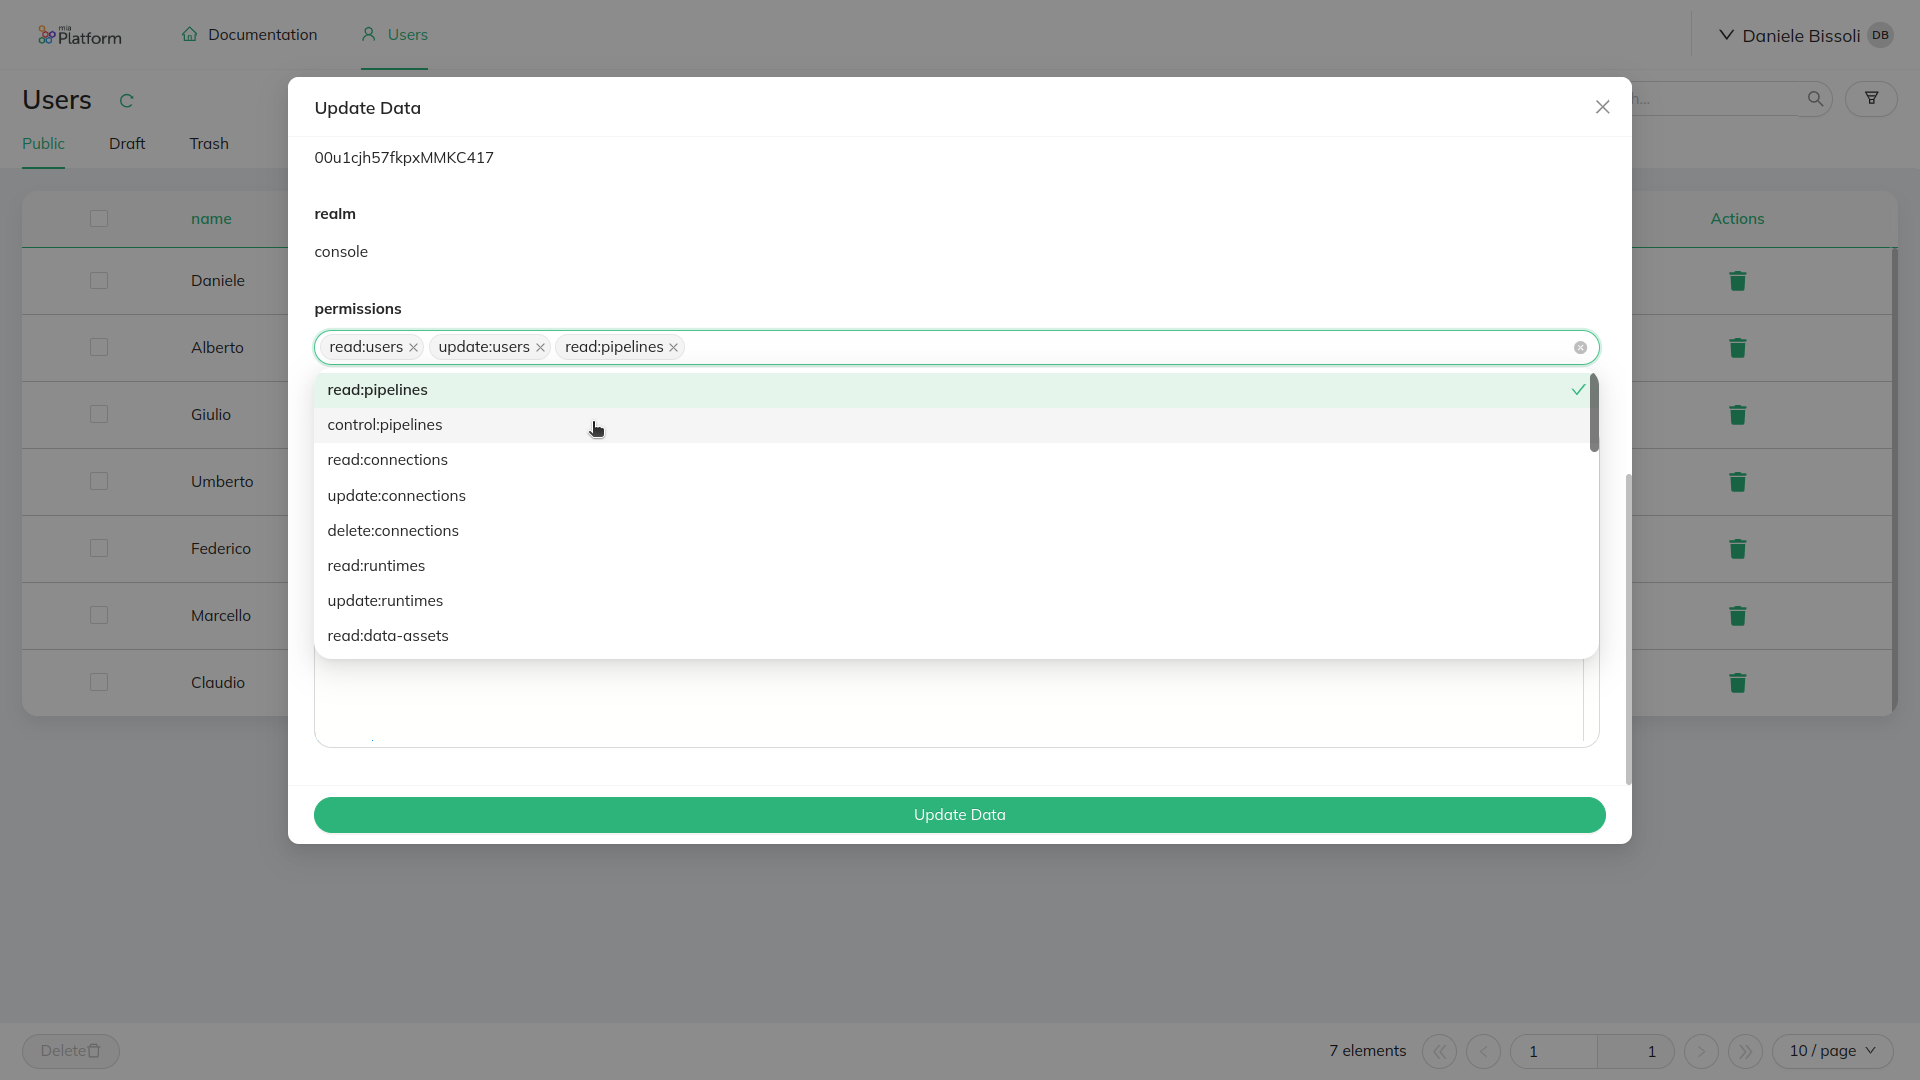 mia
Platform
Documentation
Users
Daniele Bissoli
DB
Users
Public
Draft
Trash
Update Data
00u1cjh57fkpxMMKC417
realm
console
permissions
read:users
update:users
read:pipelines
read:pipelines
control:pipelines
read:connections
update:connections
delete:connections
read:runtimes
update:runtimes
read:data-assets
Update Data
name
Actions
Daniele
Alberto
Giulio
Umberto
Federico
Marcello
Claudio
Delete
7 elements
1
1
10 / page